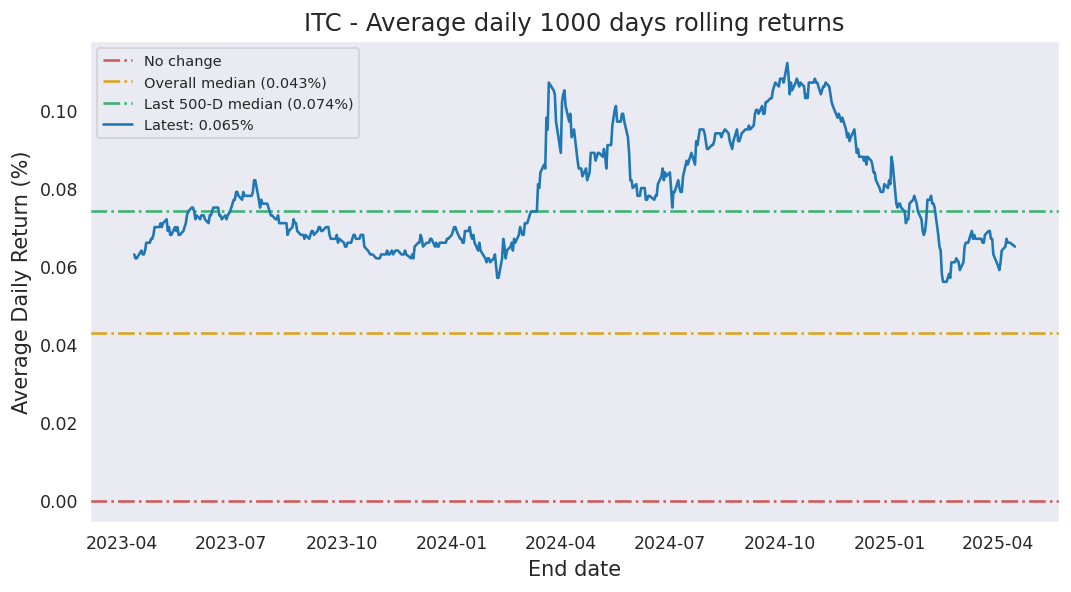 ITC - Average daily 1000 days rolling returns
No change
Overall median (0.043%)
Last 500-D median (0.074%)
Latest: 0.065%
Average Daily Return (%)
0.10
0.08
0.06
0.04
0.02
0.00
2023-04 2023-07 2023-10 2024-01 2024-04 2024-07 2024-10 2025-01 2025-04
End date